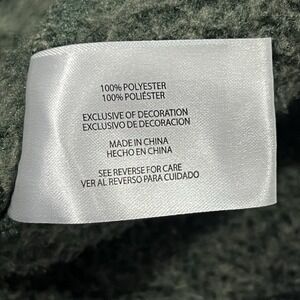 100% POLYESTER
100% POLIÉSTER
EXCLUSIVE OF DECORATION
EXCLUSIVO DE DECORACION
MADE IN CHINA
HECHO EN CHINA
SEE REVERSE FOR CARE
VER AL REVERSO PARA CUIDADO